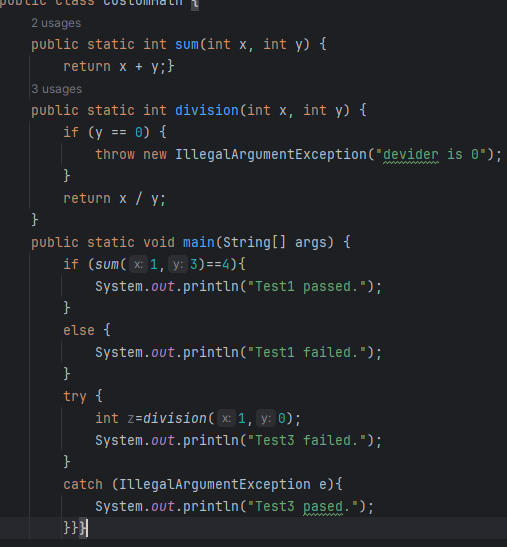 public class CustomMath {
2 usages
public static int sum(int x, int y) {
return x + y;}
3 usages
public static int division(int x, int y) {
if (y == 0) {
throw new IllegalArgumentException("devider is 0");
}
return x / y;
}
public static void main(String[] args) {
if (sum( x: 1, y: 3)==4){
System.out.println("Test1 passed.");
}
else {
System.out.println("Test1 failed.");
}
try {
int z=division( x: 1, y: 0);
System.out.println("Test3 failed.");
}
catch (IllegalArgumentException e){
System.out.println("Test3 pased.");
}}}